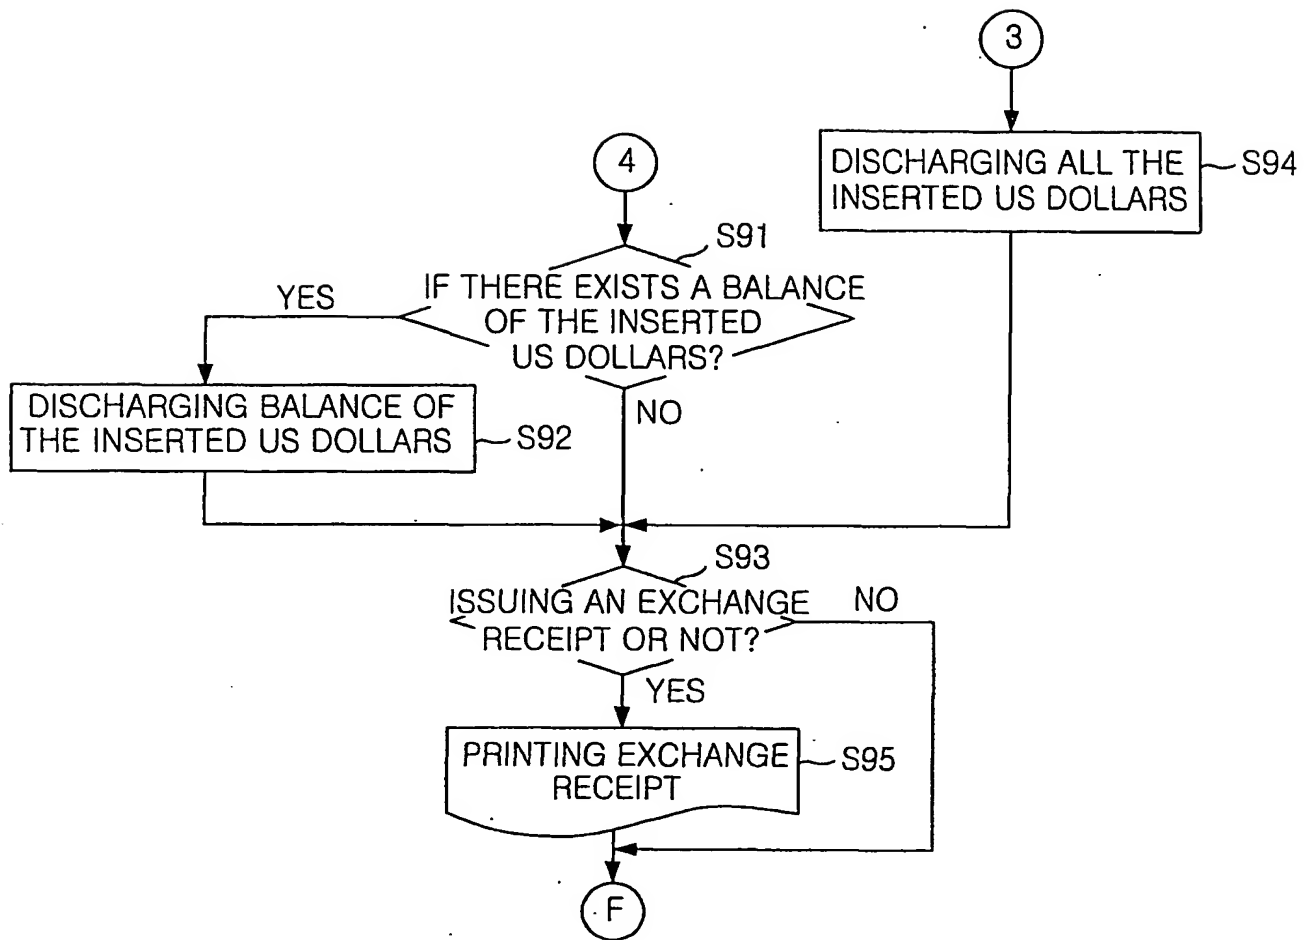 3
DISCHARGING ALL THE
INSERTED US DOLLARS
S94
4
S91
IF THERE EXISTS A BALANCE
OF THE INSERTED
US DOLLARS?
YES
NO
DISCHARGING BALANCE OF
THE INSERTED US DOLLARS
S92
S93
ISSUING AN EXCHANGE
RECEIPT OR NOT?
NO
YES
PRINTING EXCHANGE
RECEIPT
S95
F